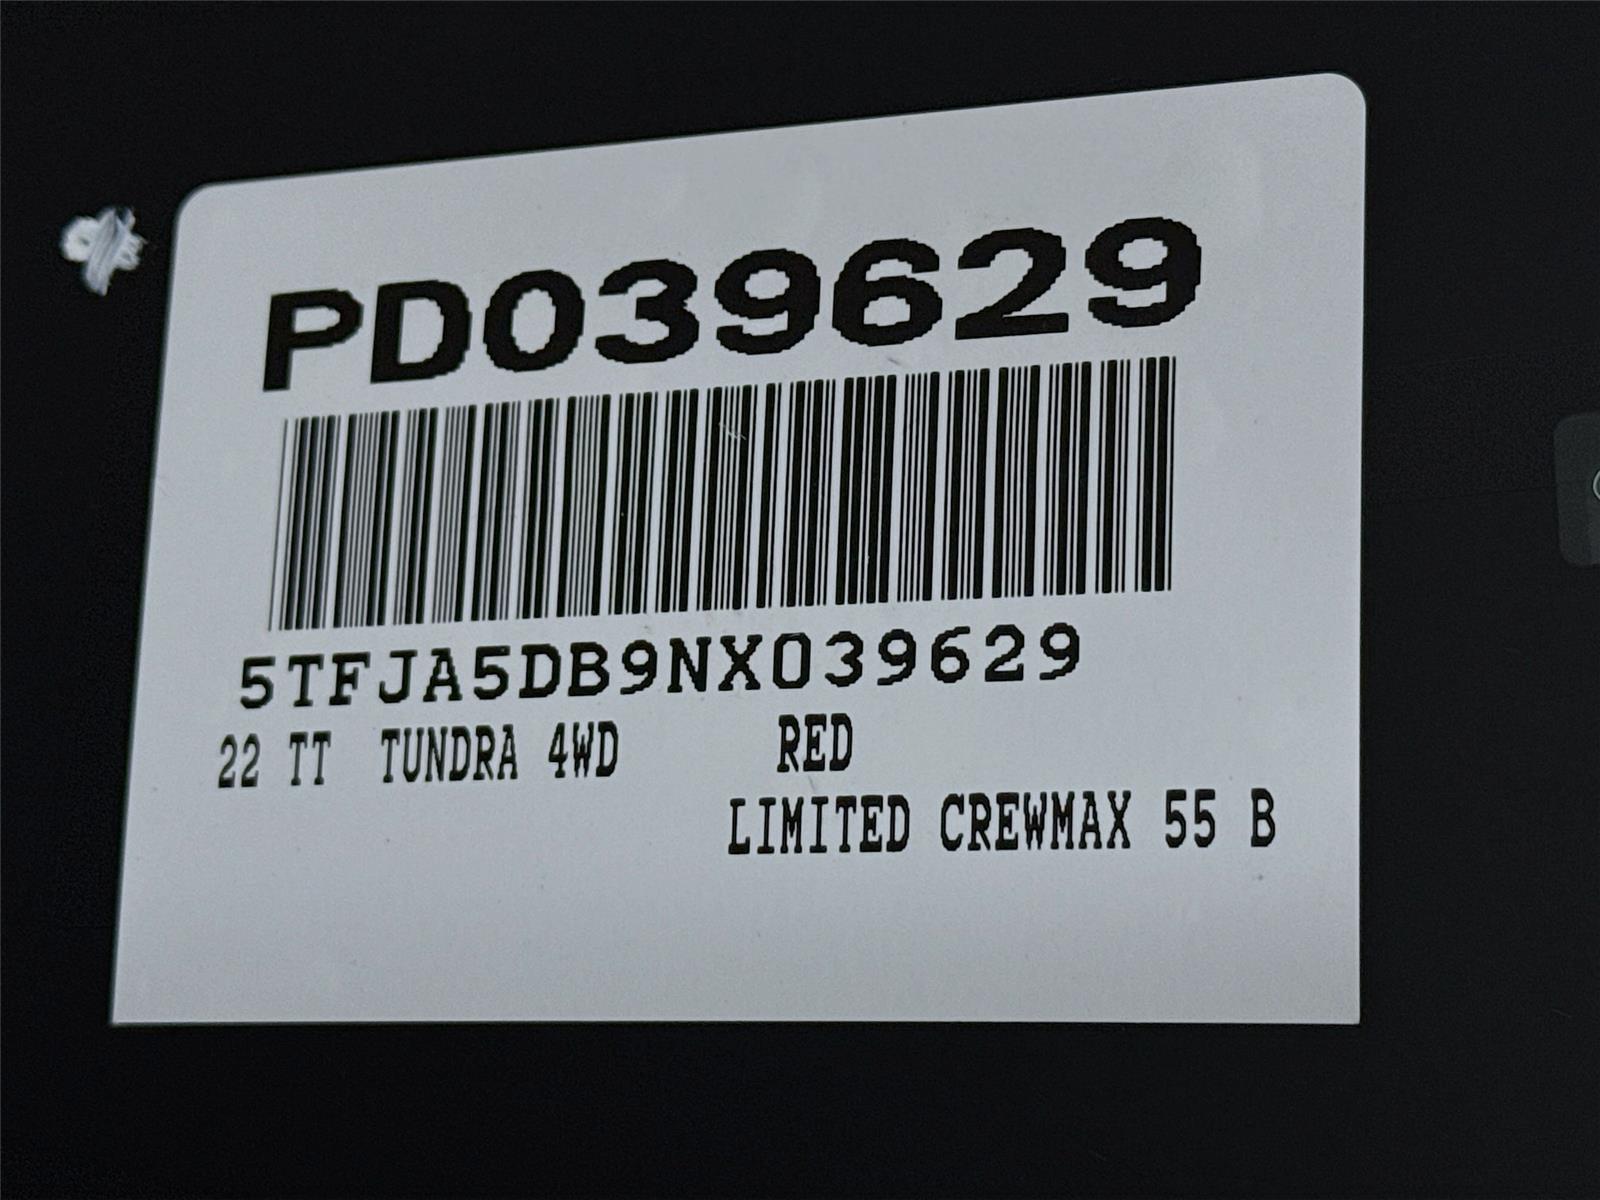 PD039629
5TFJA5DB9NX039629
22 TT TUNDRA 4WD RED
LIMITED CREWMAX 55 B